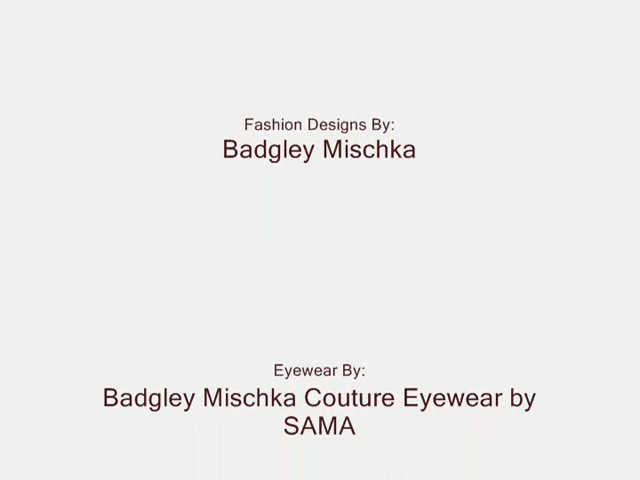 Fashion Designs By:
Badgley Mischka
Eyewear By:
Badgley Mischka Couture Eyewear by
SAMA